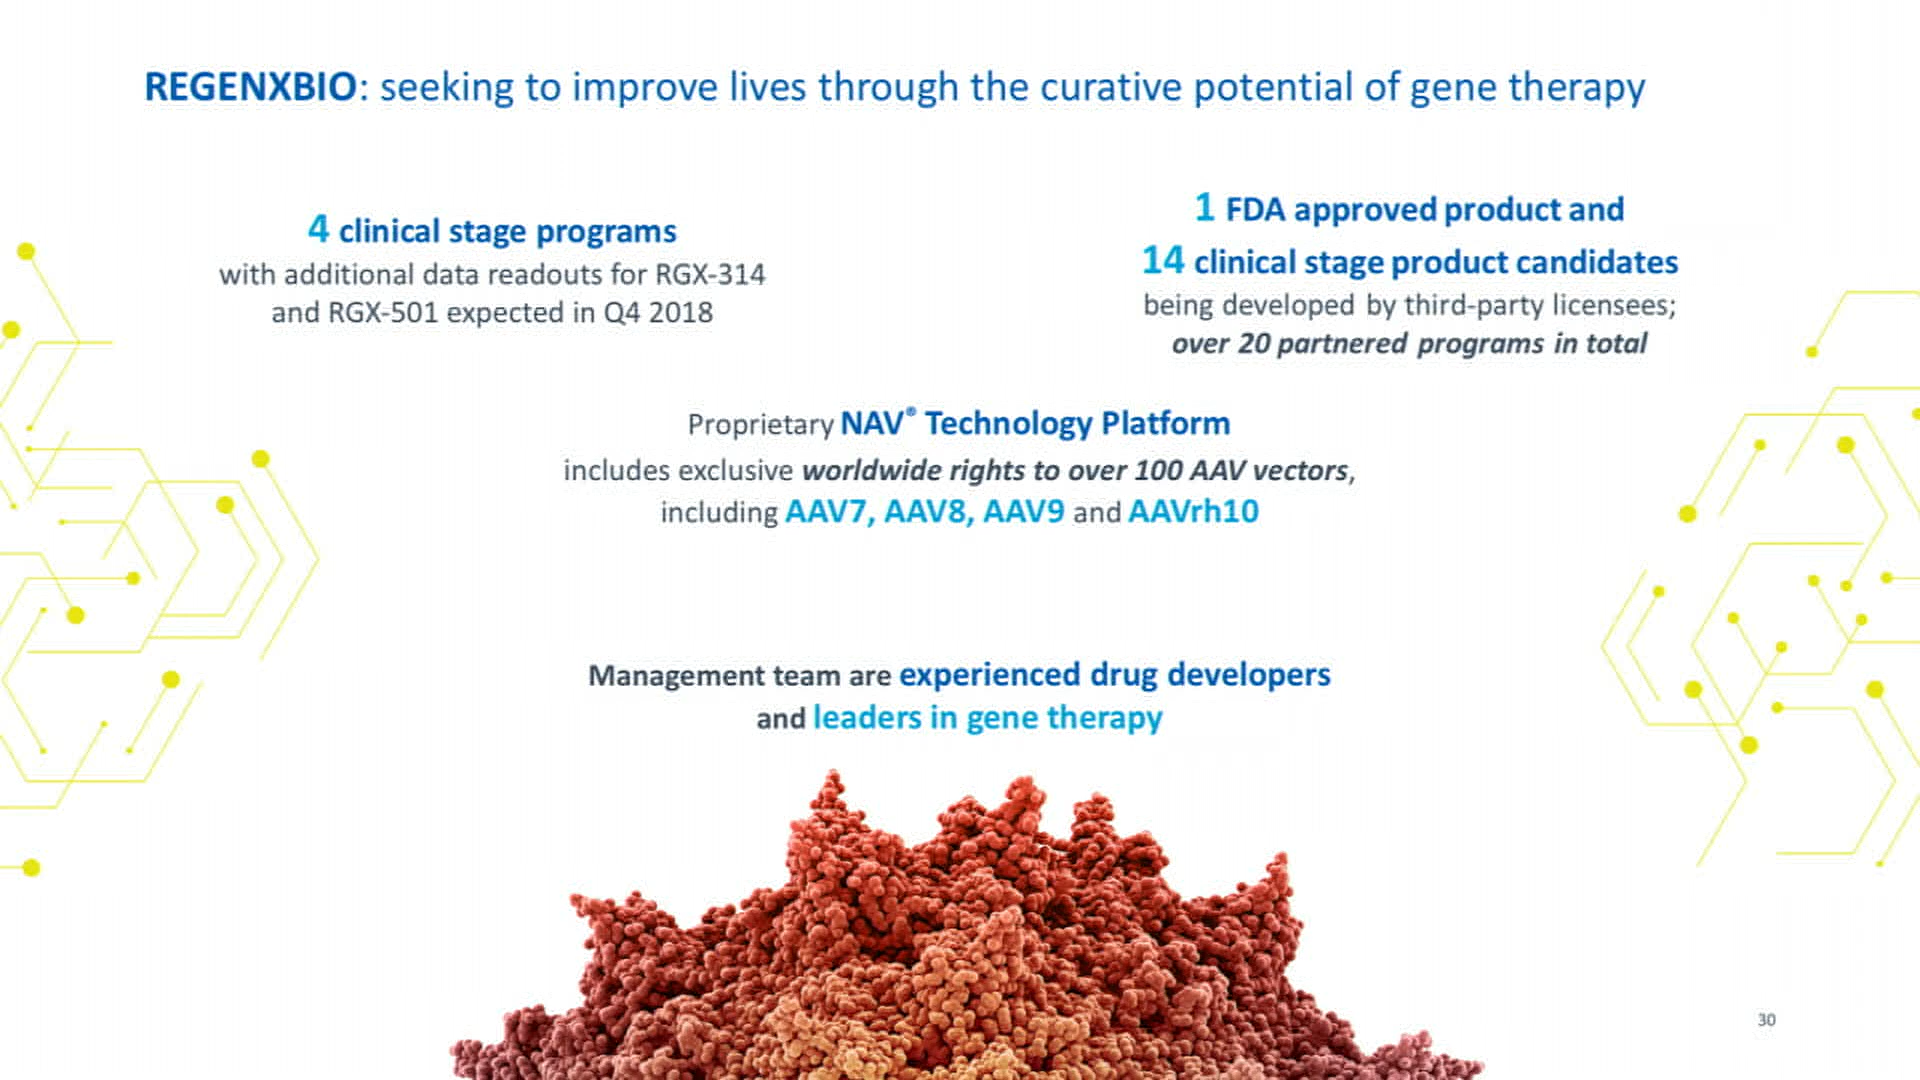 REGENXBIO: seeking to improve lives through the curative potential of gene therapy
4 clinical stage programs
with additional data readouts for RGX-314
and RGX-501 expected in Q4 2018
1 FDA approved product and
14 clinical stage product candidates
being developed by third-party licensees;
over 20 partnered programs in total
Proprietary NAV® Technology Platform
includes exclusive worldwide rights to over 100 AAV vectors,
including AAV7, AAV8, AAV9 and AAVrh10
Management team are experienced drug developers
and leaders in gene therapy
30